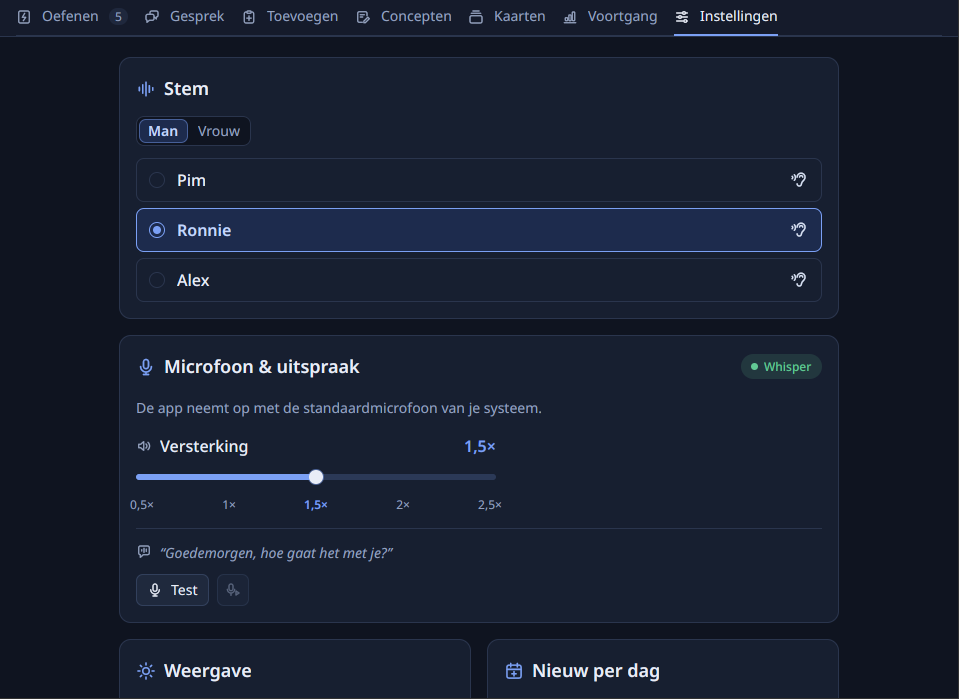 Oefenen 5 Gesprek Toevoegen Concepten Kaarten Voortgang Instellingen
Stem
Man Vrouw
Pim
Ronnie
Alex
Microfoon & uitspraak Whisper
De app neemt op met de standaardmicrofoon van je systeem.
Versterking 1,5×
0,5× 1× 1,5× 2× 2,5×
“Goedemorgen, hoe gaat het met je?”
Test
Weergave Nieuw per dag